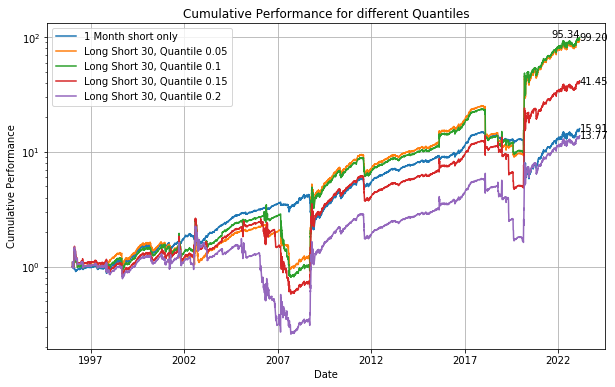 Cumulative Performance for different Quantiles
1 Month short only
Long Short 30, Quantile 0.05
Long Short 30, Quantile 0.1
Long Short 30, Quantile 0.15
Long Short 30, Quantile 0.2
95.34
99.20
41.45
15.91
13.77
10²
10¹
10⁰
Cumulative Performance
1997 2002 2007 2012 2017 2022
Date